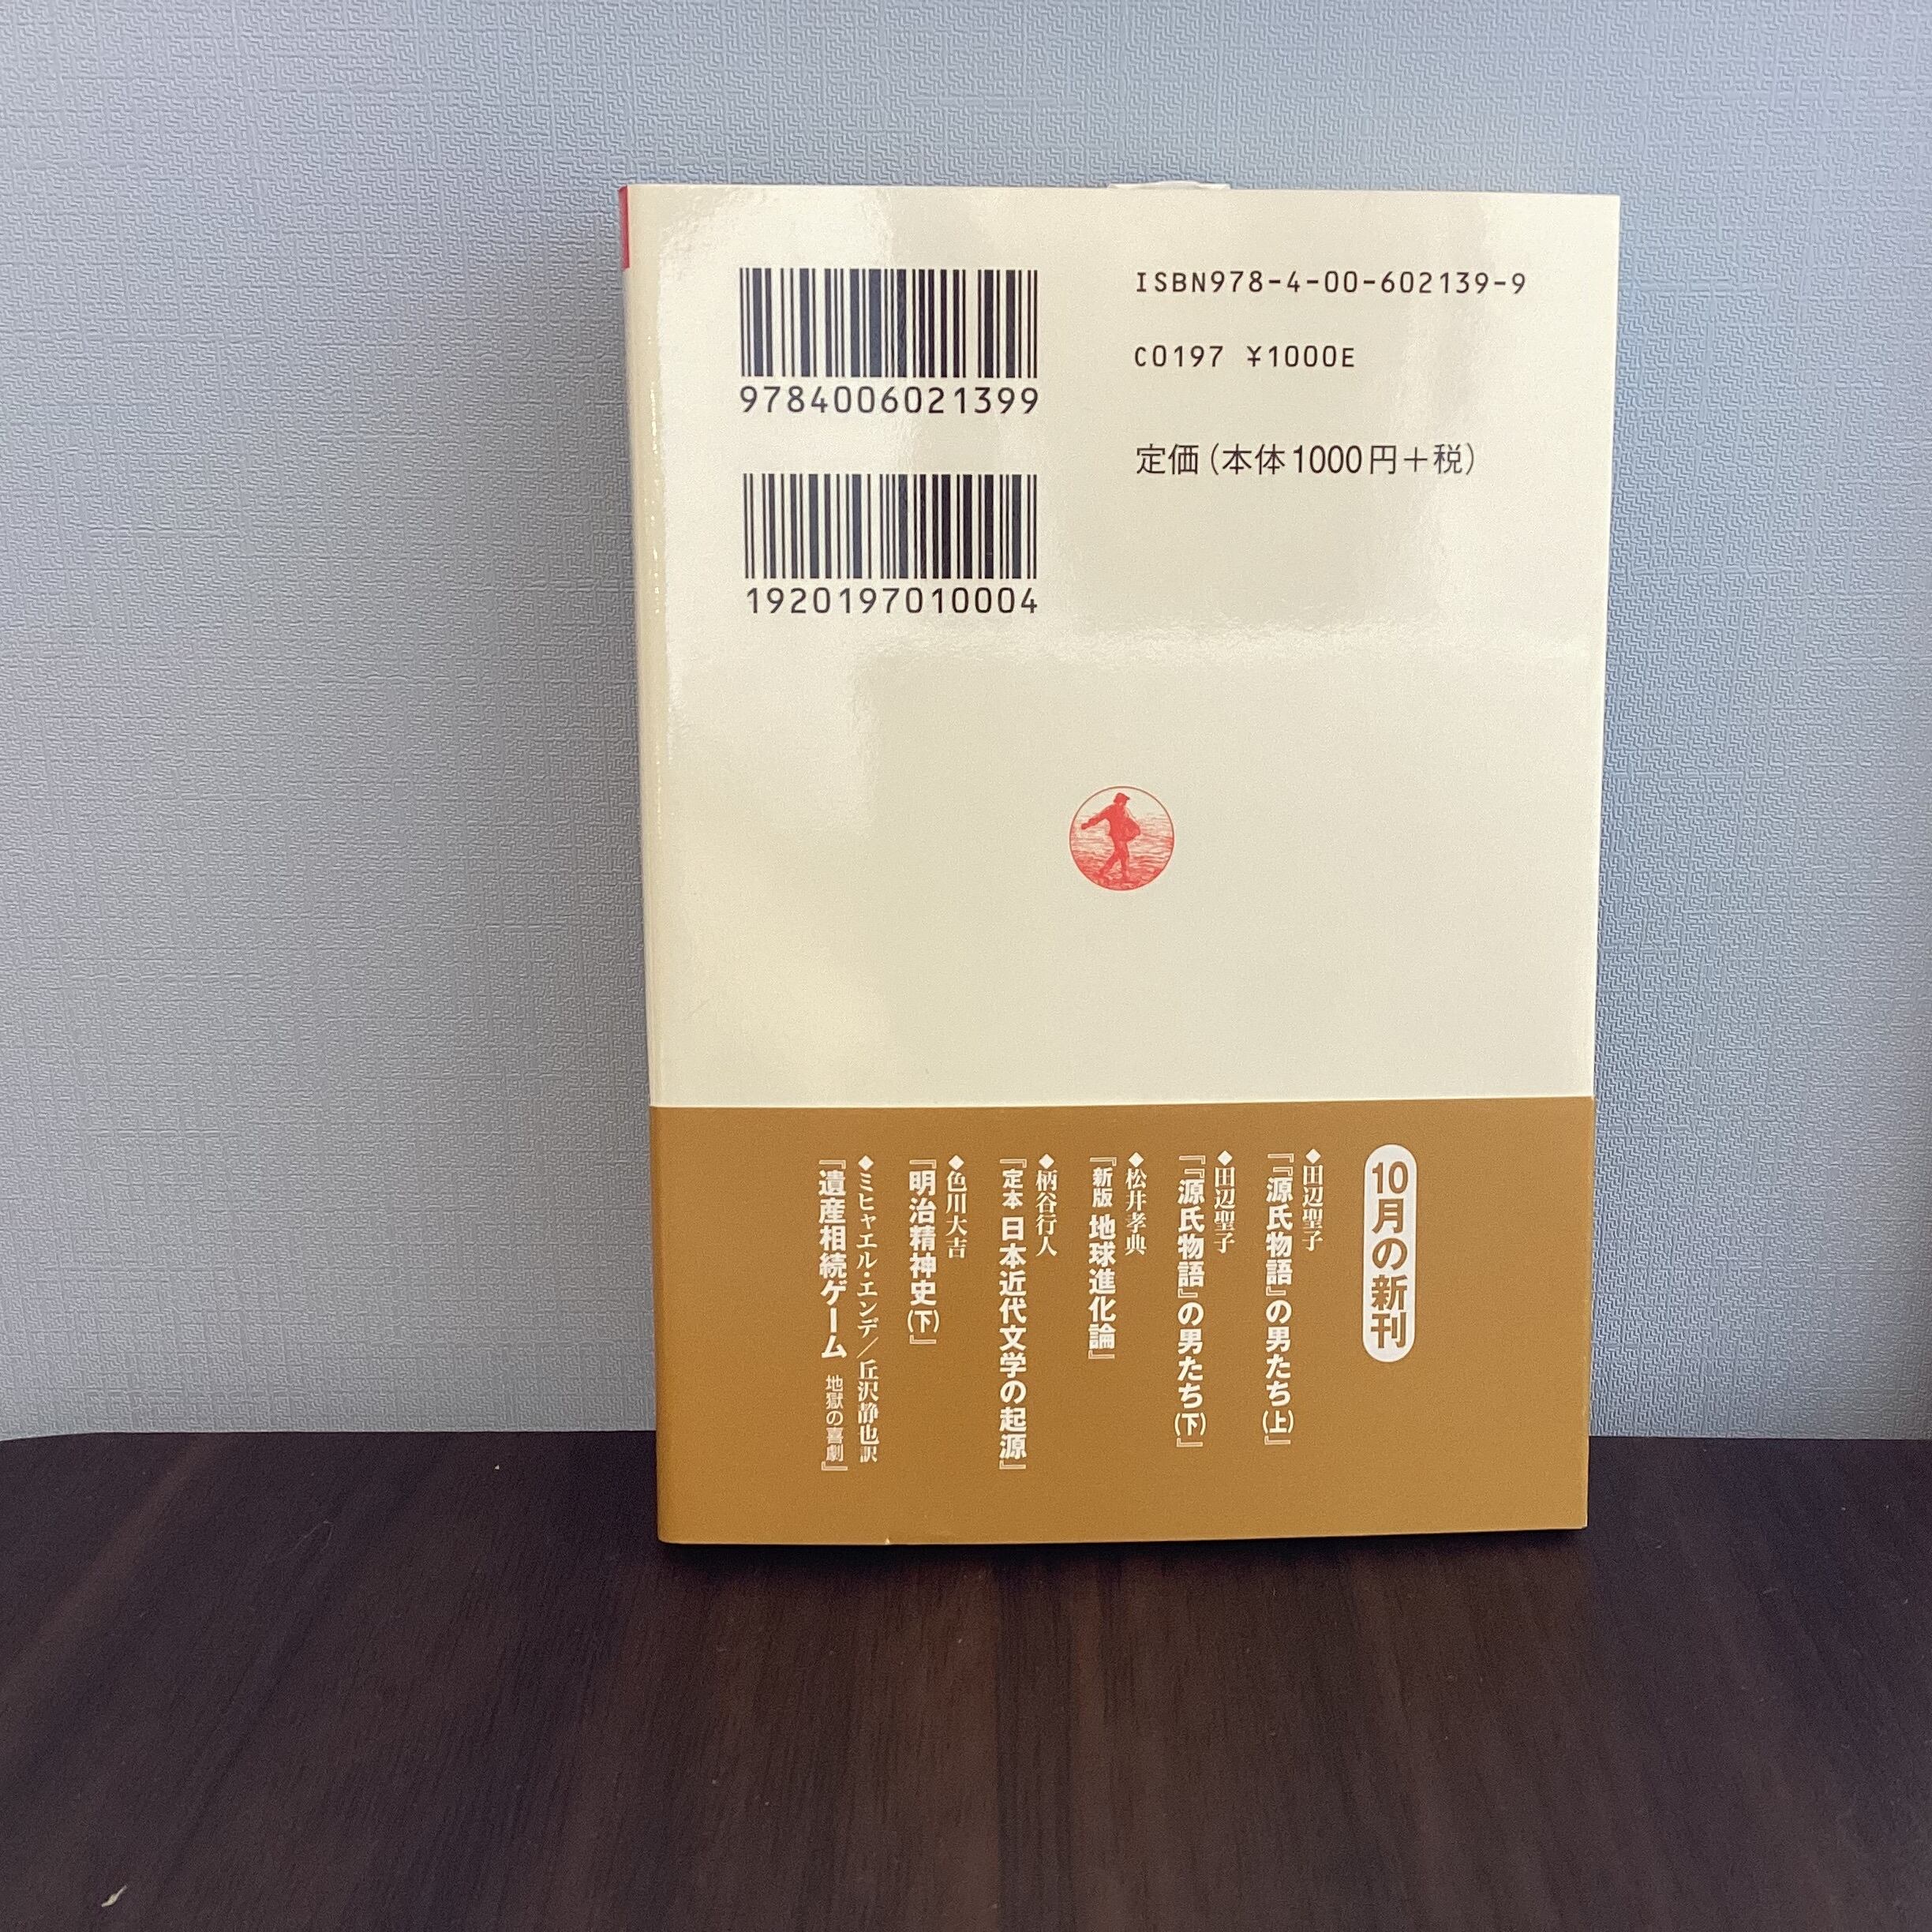 ISBN978-4-00-602139-9
C0197 ¥1000E
定価(本体1000円+税)
9784006021399
1920197010004
10月の新刊
◆田辺聖子
『『源氏物語』の男たち(上)』
◆田辺聖子
『『源氏物語』の男たち(下)』
◆松井孝典
『新版 地球進化論』
◆柄谷行人
『定本 日本近代文学の起源』
◆色川大吉
『明治精神史(下)』
◆ミヒャエル・エンデ/丘沢静也訳
『遺産相続ゲーム 地獄の喜劇』